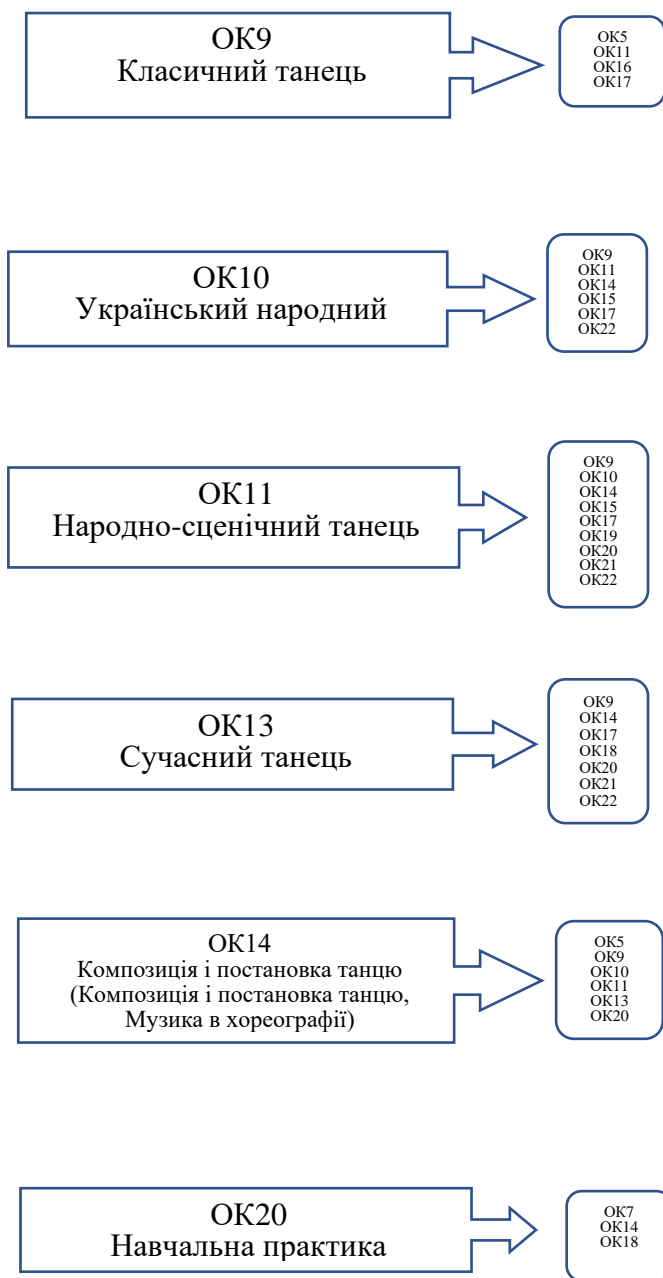 ОК9
Класичний танець
ОК5
ОК11
ОК16
ОК17
ОК10
Український народний
ОК9
ОК11
ОК14
ОК15
ОК17
ОК22
ОК11
Народно-сценічний танець
ОК9
ОК10
ОК14
ОК15
ОК17
ОК19
ОК20
ОК21
ОК22
ОК13
Сучасний танець
ОК9
ОК14
ОК17
ОК18
ОК20
ОК21
ОК22
ОК14
Композиція і постановка танцю
(Композиція і постановка танцю,
Музика в хореографії)
ОК5
ОК9
ОК10
ОК11
ОК13
ОК20
ОК20
Навчальна практика
ОК7
ОК14
ОК18